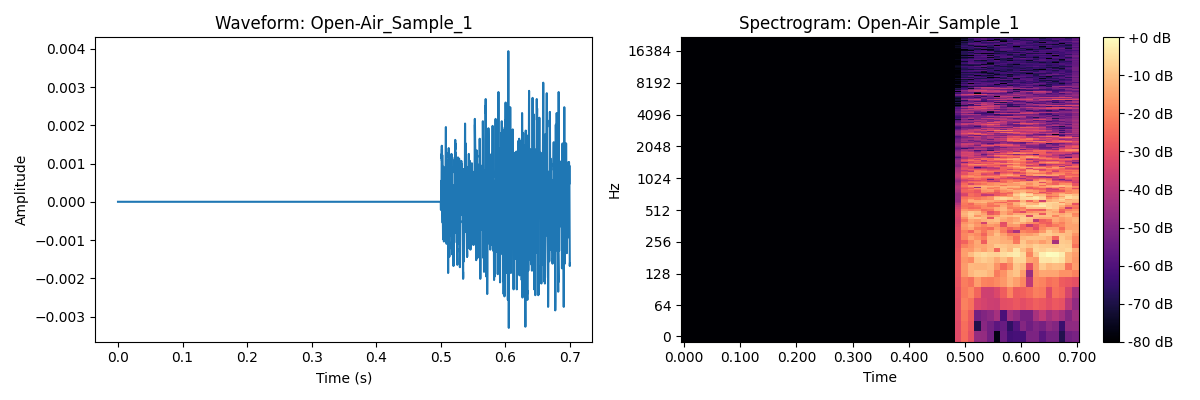 Waveform: Open-Air_Sample_1
Amplitude
0.004
0.003
0.002
0.001
0.000
−0.001
−0.002
−0.003
0.0 0.1 0.2 0.3 0.4 0.5 0.6 0.7
Time (s)
Spectrogram: Open-Air_Sample_1
Hz
16384
8192
4096
2048
1024
512
256
128
64
0
0.000 0.100 0.200 0.300 0.400 0.500 0.600 0.700
Time
+0 dB
-10 dB
-20 dB
-30 dB
-40 dB
-50 dB
-60 dB
-70 dB
-80 dB